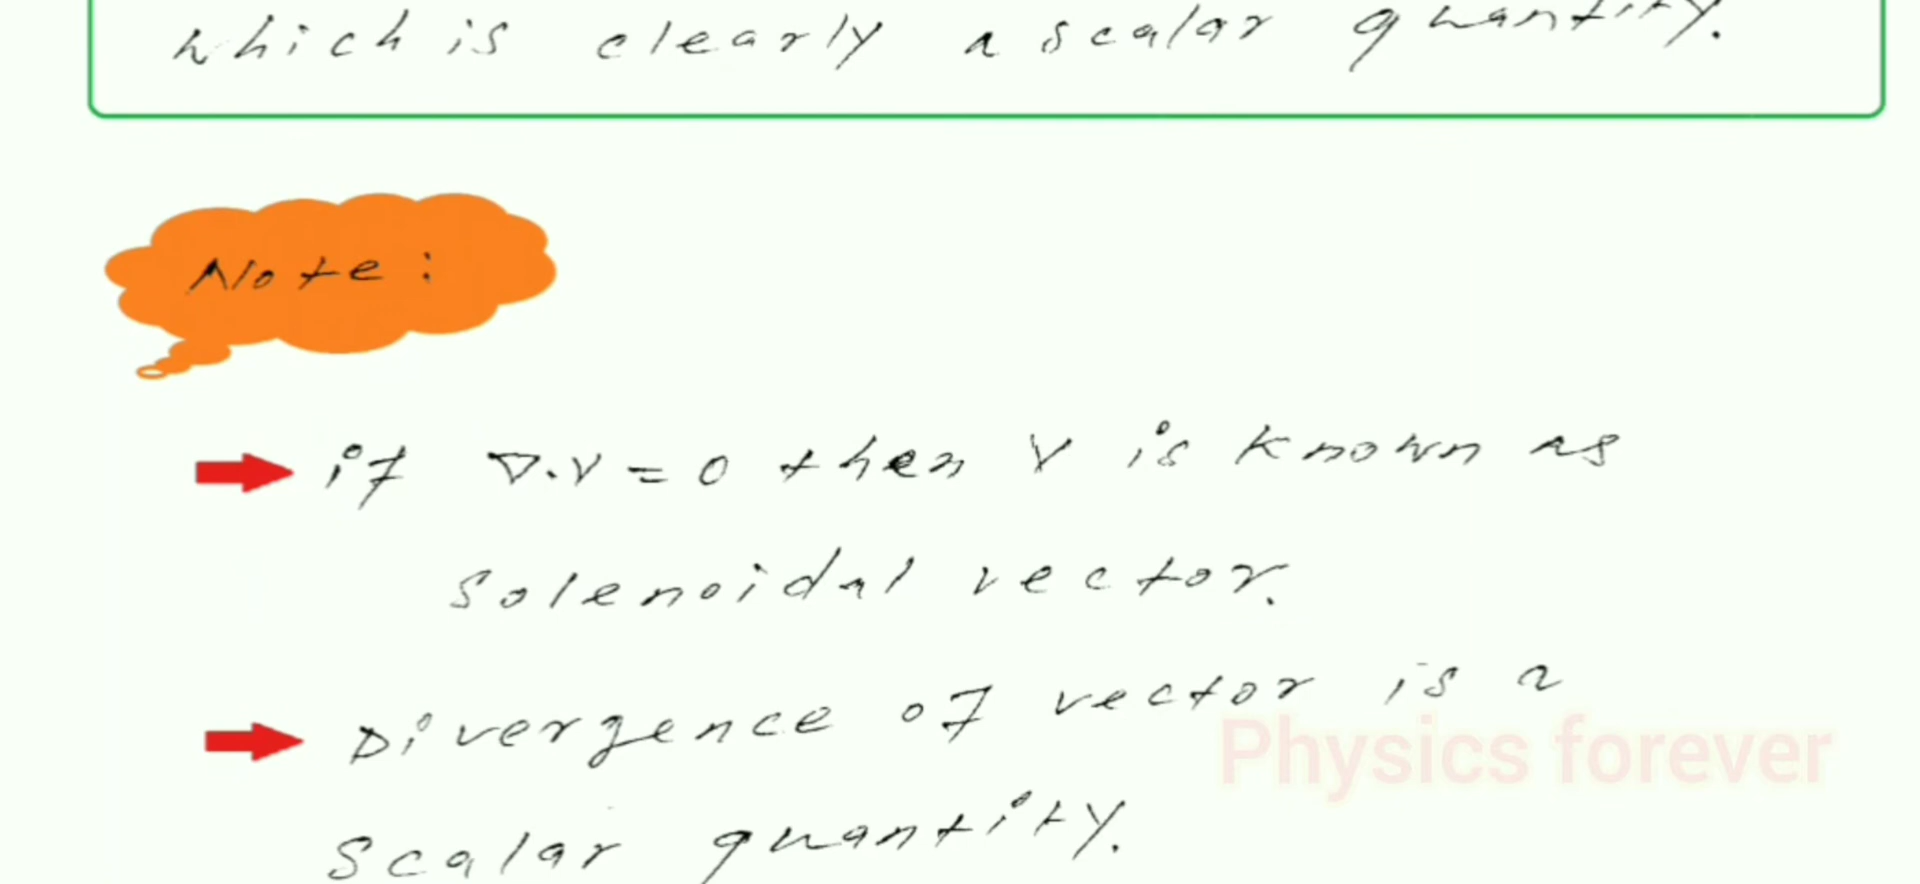 which is clearly a scalar quantity.
Note :
if ∇.V = 0 then V is known as
Solenoidal vector.
Divergence of vector is a
Physics forever
Scalar quantity.